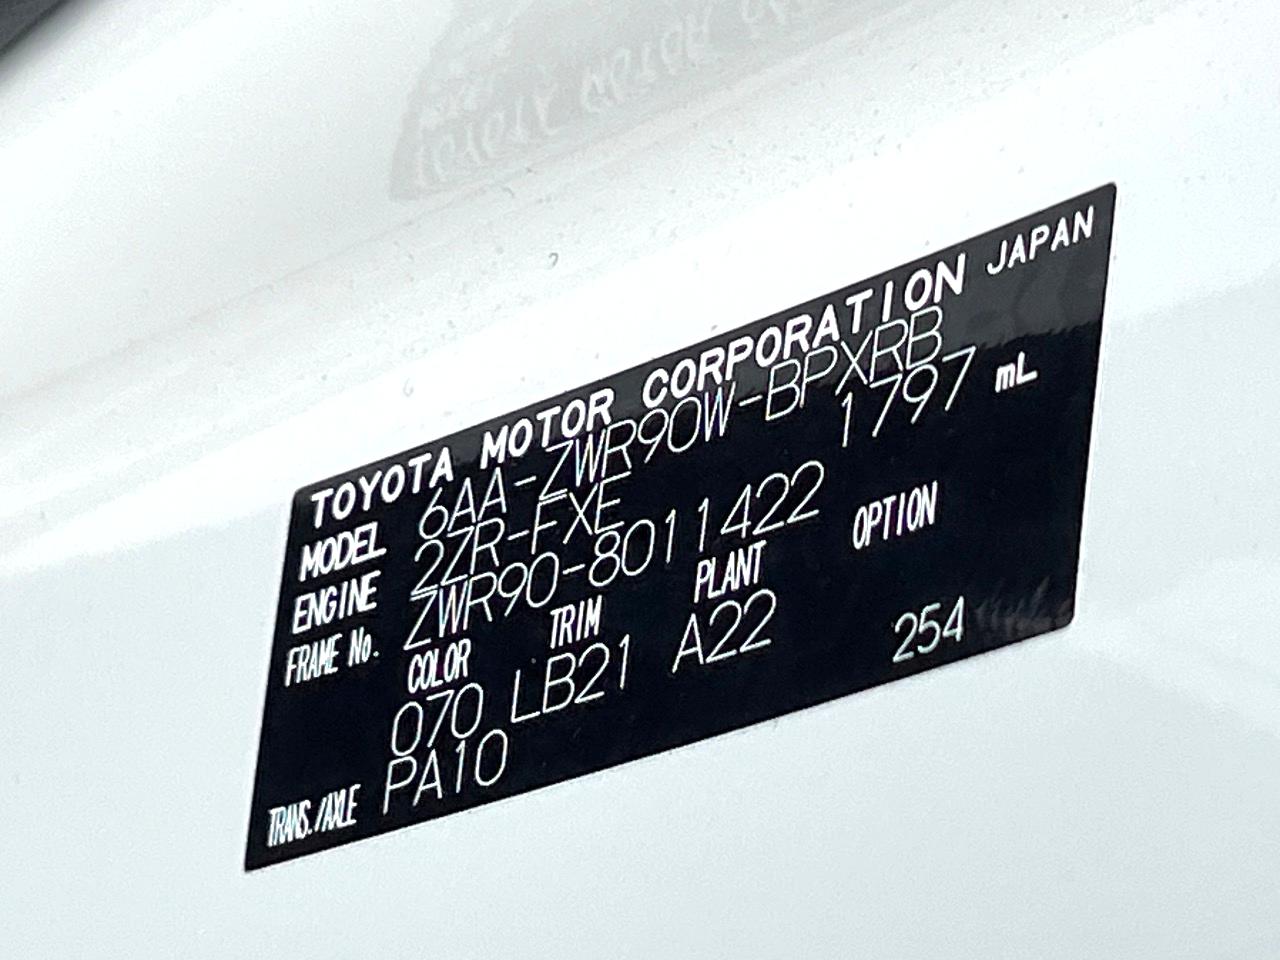 TOYOTA MOTOR CORPORATION JAPAN
MODEL 6AA-ZWR90W-BPXRB
ENGINE 2ZR-FXE 1797 mL
FRAME No. ZWR90-8011422
COLOR TRIM PLANT OPTION
070 LB21 A22 254
TRANS./AXLE PA10